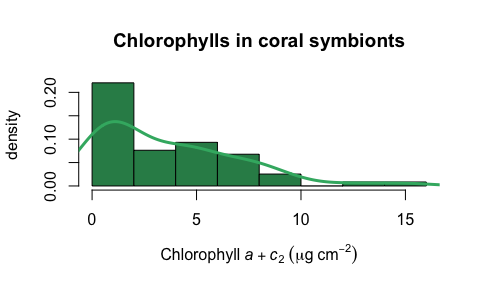 Chlorophylls in coral symbionts
density
0.20
0.10
0.00
0 5 10 15
Chlorophyll a + c₂ (μg cm⁻²)